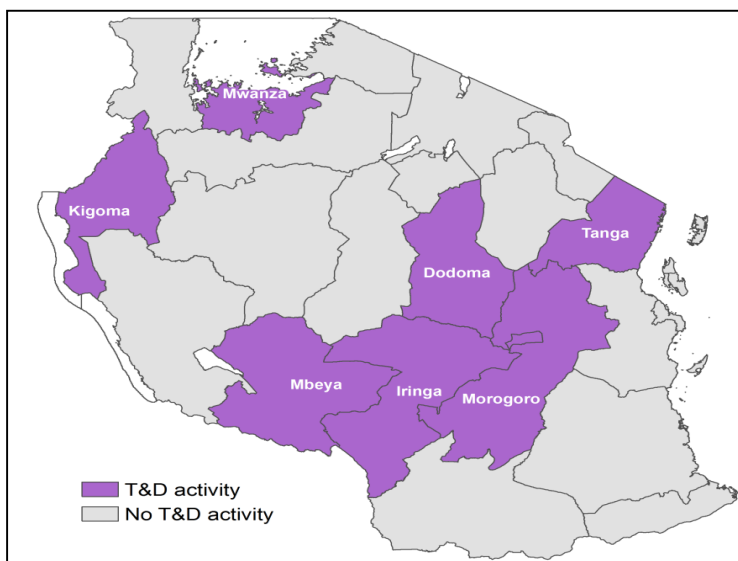 Mwanza
Kigoma
Tanga
Dodoma
Mbeya
Iringa
Morogoro
T&D activity
No T&D activity